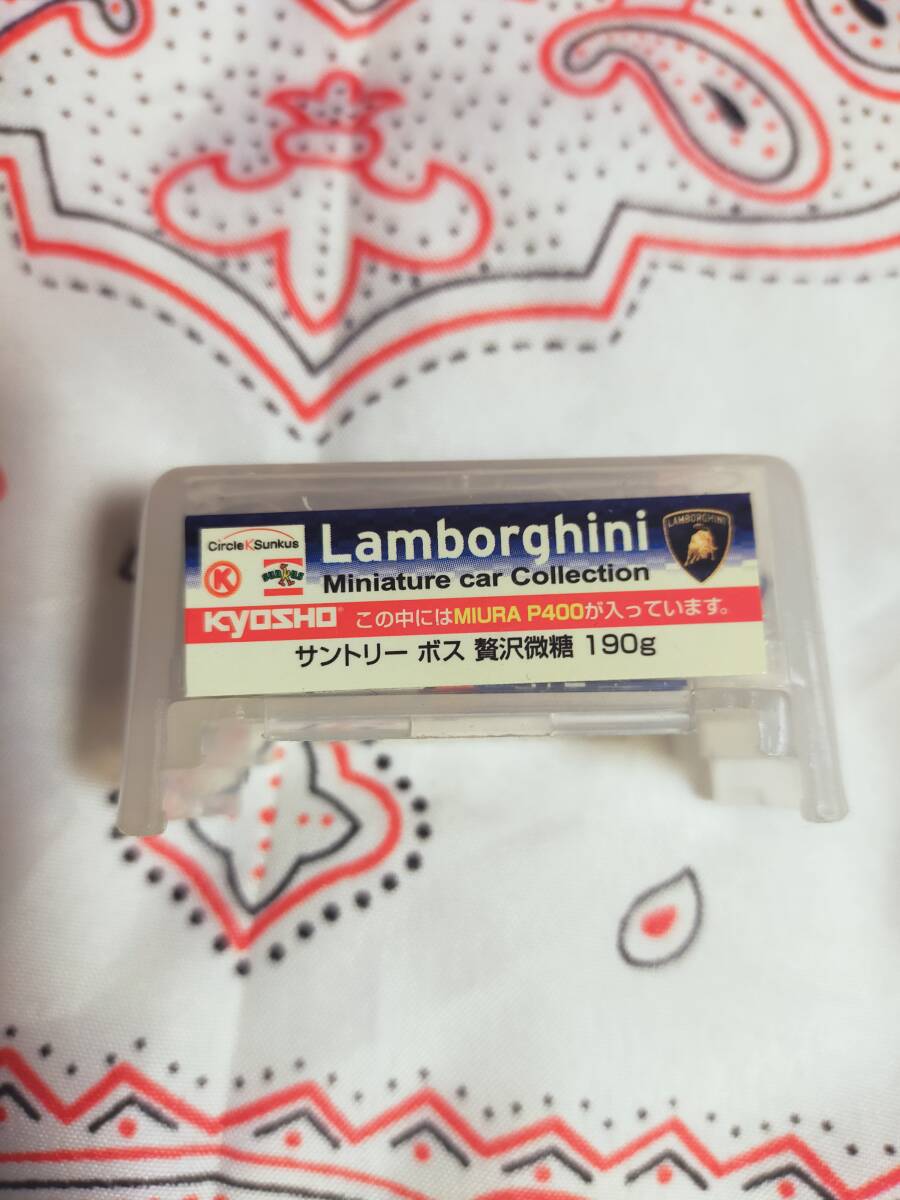 CircleKSunkus
Lamborghini
LAMBORGHINI
K
sunkus
Miniature car Collection
KYOSHO この中にはMIURA P400が入っています。
サントリー ボス 贅沢微糖 190g